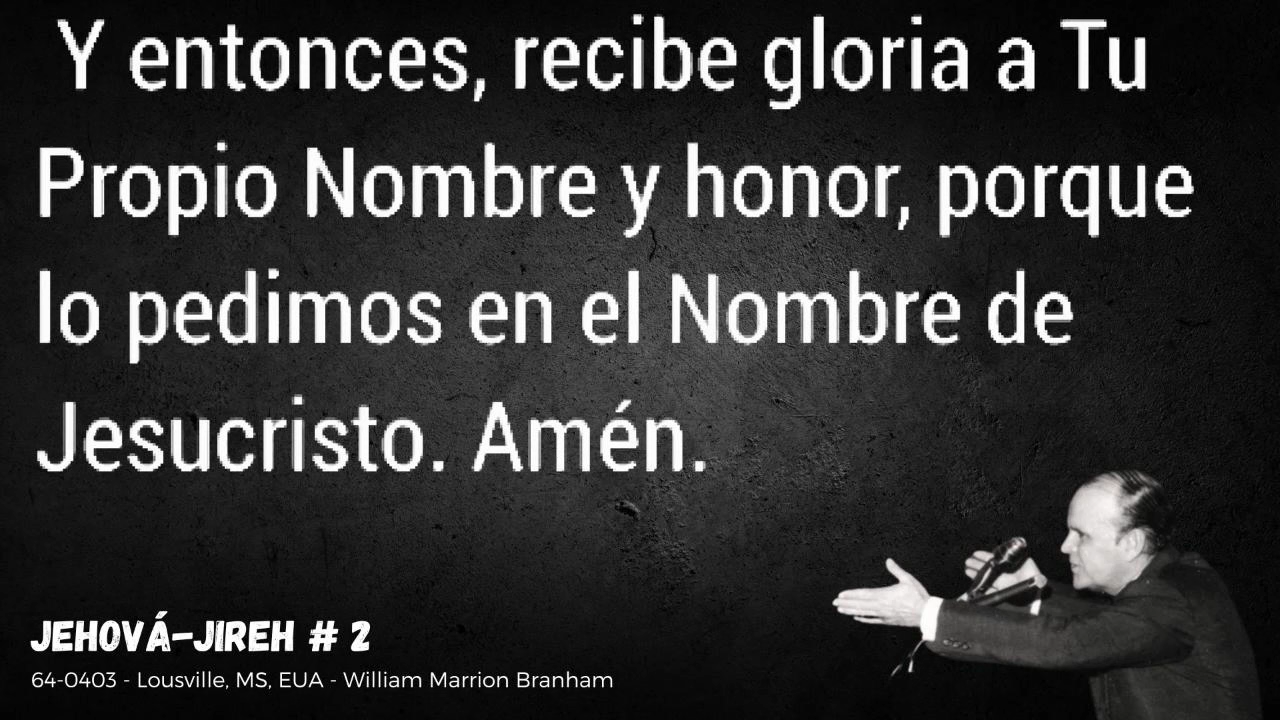 Y entonces, recibe gloria a Tu
Propio Nombre y honor, porque
lo pedimos en el Nombre de
Jesucristo. Amén.
JEHOVÁ-JIREH # 2
64-0403 - Lousville, MS, EUA - William Marrion Branham